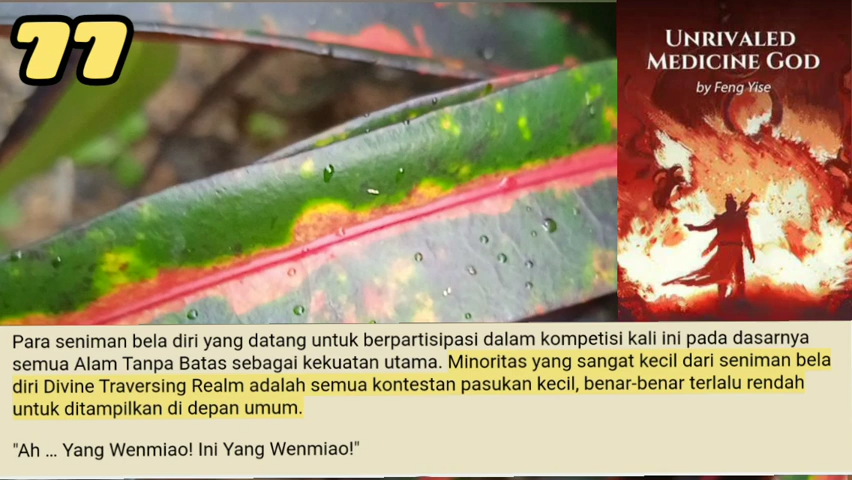 77
UNRIVALED
MEDICINE GOD
by Feng Yise
Para seniman bela diri yang datang untuk berpartisipasi dalam kompetisi kali ini pada dasarnya
semua Alam Tanpa Batas sebagai kekuatan utama. Minoritas yang sangat kecil dari seniman bela
diri Divine Traversing Realm adalah semua kontestan pasukan kecil, benar-benar terlalu rendah
untuk ditampilkan di depan umum.
"Ah ... Yang Wenmiao! Ini Yang Wenmiao!"